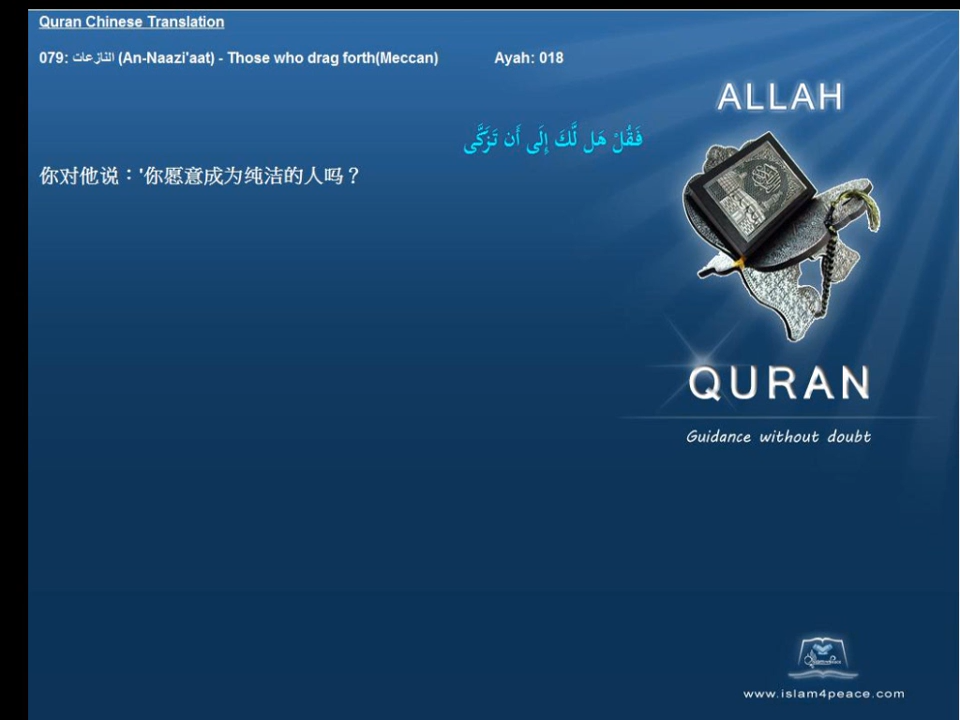 Quran Chinese Translation
079: النازعات (An-Naazi'aat) - Those who drag forth(Meccan) Ayah: 018
ALLAH
فَقُلْ هَل لَّكَ إِلَى أَن تَزَكَّى
你对他说：'你愿意成为纯洁的人吗？
QURAN
Guidance without doubt
www.islam4peace.com